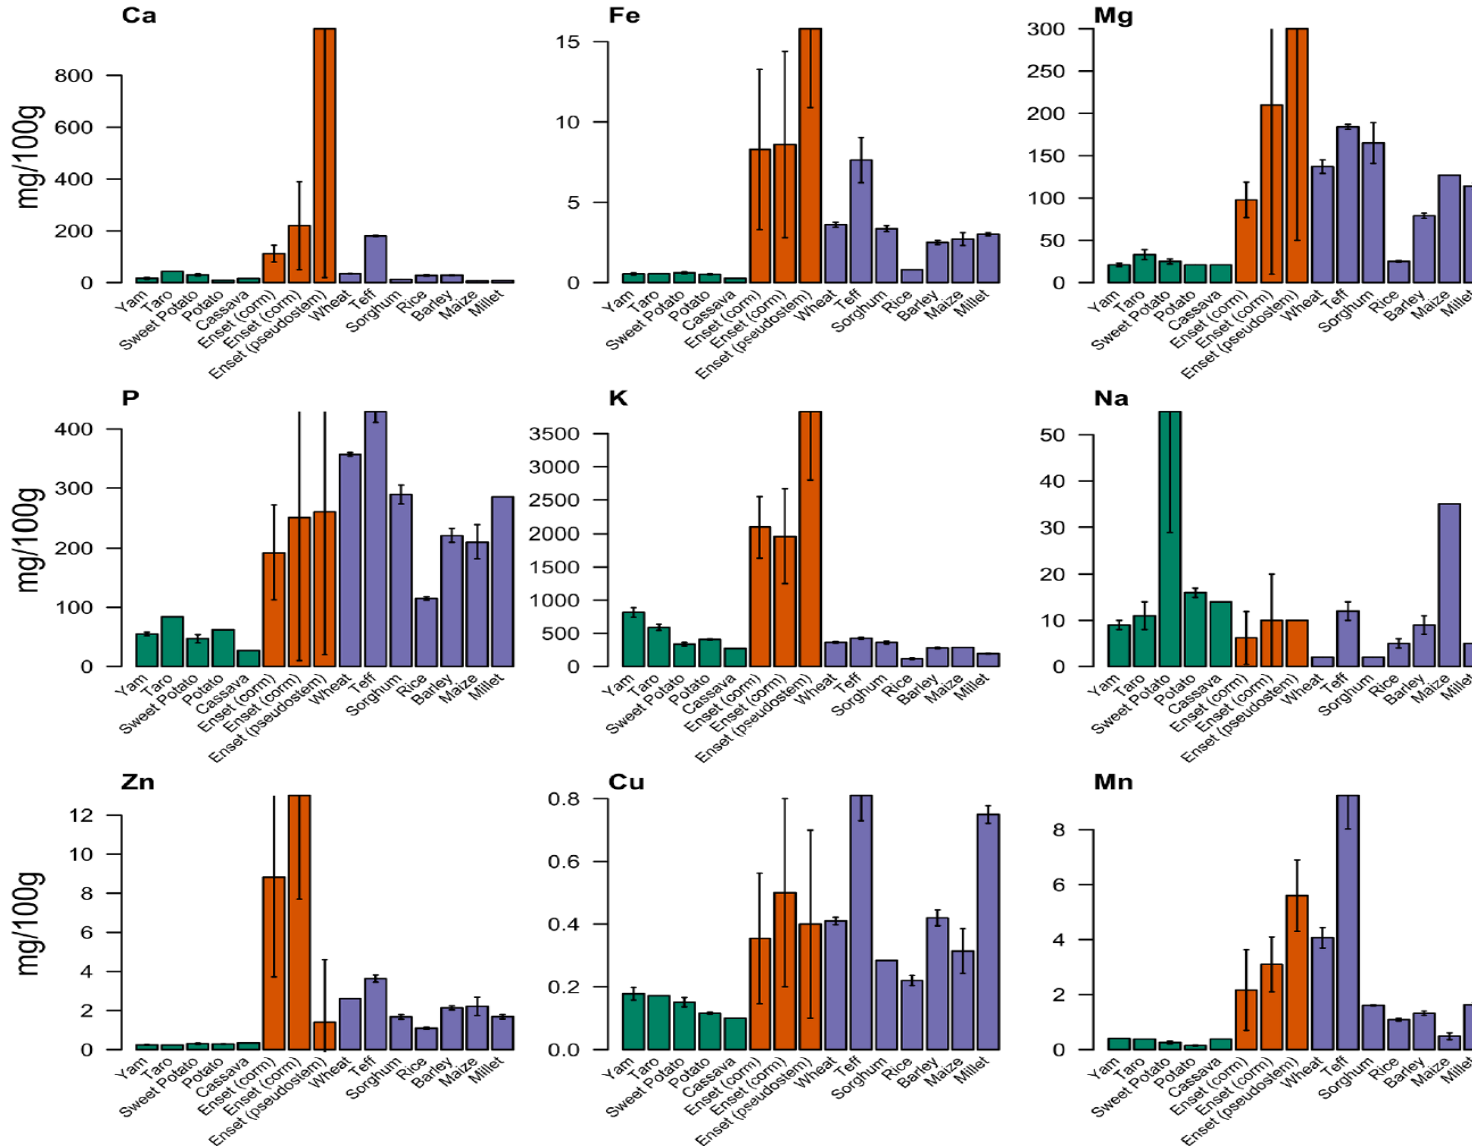 Ca
mg/100g
800
600
400
200
0
Yam
Taro
Sweet Potato
Potato
Cassava
Enset (corm)
Enset (corm)
Enset (pseudostem)
Wheat
Teff
Sorghum
Rice
Barley
Maize
Millet
Fe
15
10
5
0
Yam
Taro
Sweet Potato
Potato
Cassava
Enset (corm)
Enset (corm)
Enset (pseudostem)
Wheat
Teff
Sorghum
Rice
Barley
Maize
Millet
Mg
300
250
200
150
100
50
0
Yam
Taro
Sweet Potato
Potato
Cassava
Enset (corm)
Enset (corm)
Enset (pseudostem)
Wheat
Teff
Sorghum
Rice
Barley
Maize
Millet
P
mg/100g
400
300
200
100
0
Yam
Taro
Sweet Potato
Potato
Cassava
Enset (corm)
Enset (corm)
Enset (pseudostem)
Wheat
Teff
Sorghum
Rice
Barley
Maize
Millet
K
3500
3000
2500
2000
1500
1000
500
0
Yam
Taro
Sweet Potato
Potato
Cassava
Enset (corm)
Enset (corm)
Enset (pseudostem)
Wheat
Teff
Sorghum
Rice
Barley
Maize
Millet
Na
50
40
30
20
10
0
Yam
Taro
Sweet Potato
Potato
Cassava
Enset (corm)
Enset (corm)
Enset (pseudostem)
Wheat
Teff
Sorghum
Rice
Barley
Maize
Millet
Zn
mg/100g
12
10
8
6
4
2
0
Yam
Taro
Sweet Potato
Potato
Cassava
Enset (corm)
Enset (corm)
Enset (pseudostem)
Wheat
Teff
Sorghum
Rice
Barley
Maize
Millet
Cu
0.8
0.6
0.4
0.2
0.0
Yam
Taro
Sweet Potato
Potato
Cassava
Enset (corm)
Enset (corm)
Enset (pseudostem)
Wheat
Teff
Sorghum
Rice
Barley
Maize
Millet
Mn
8
6
4
2
0
Yam
Taro
Sweet Potato
Potato
Cassava
Enset (corm)
Enset (corm)
Enset (pseudostem)
Wheat
Teff
Sorghum
Rice
Barley
Maize
Millet